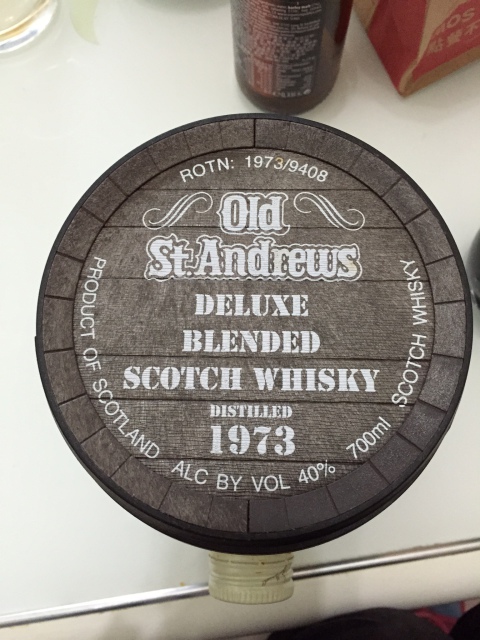 ROTN: 1973/9408
Old
St.Andrews
DELUXE
BLENDED
SCOTCH WHISKY
DISTILLED
1973
PRODUCT OF SCOTLAND
ALC BY VOL 40%
700ml
SCOTCH WHISKY
MOS